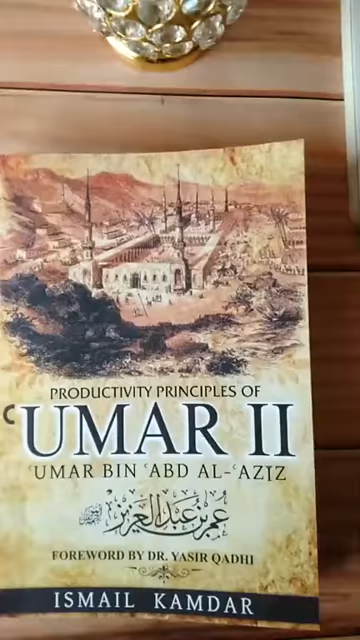 PRODUCTIVITY PRINCIPLES OF
ʿUMAR II
ʿUMAR BIN ʿABD AL-ʿAZIZ
عمر بن عبد العزيز
FOREWORD BY DR. YASIR QADHI
ISMAIL KAMDAR